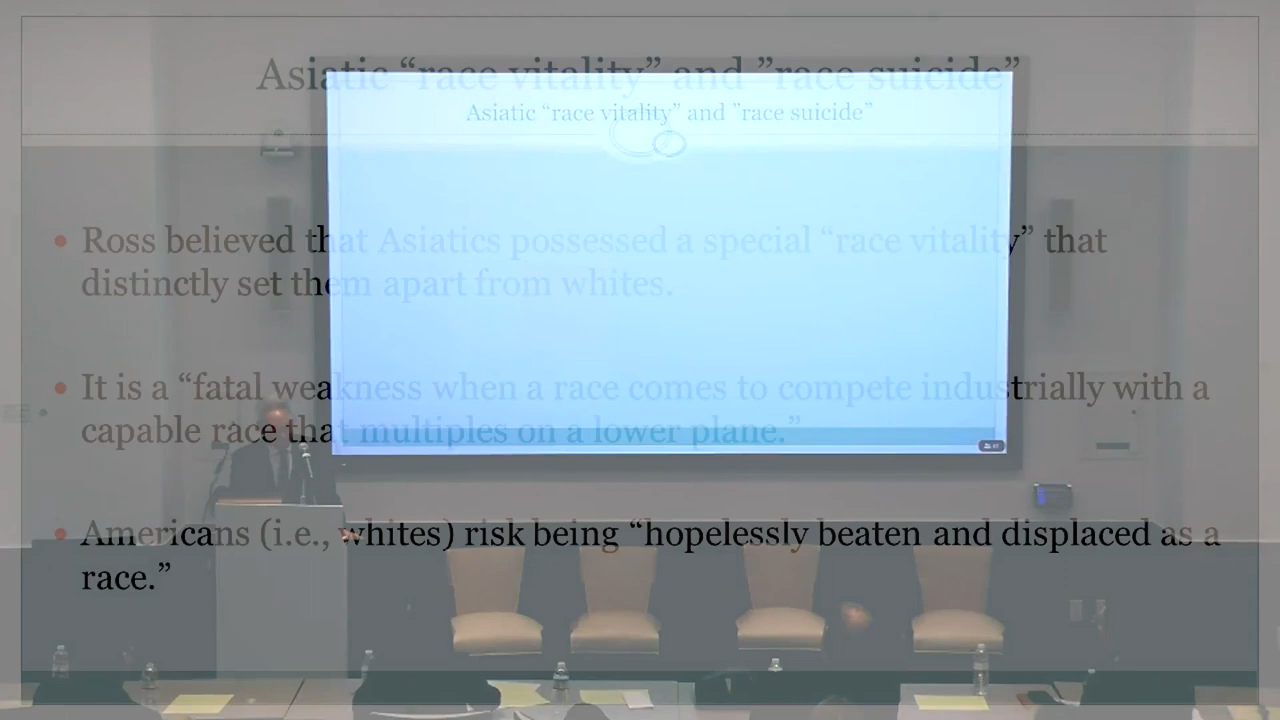 Asiatic “race vitality” and ”race suicide”
Asiatic “race vitality” and ”race suicide”
• Ross believed that Asiatics possessed a special “race vitality” that
distinctly set them apart from whites.
• It is a “fatal weakness when a race comes to compete industrially with a
capable race that multiples on a lower plane.”
• Americans (i.e., whites) risk being “hopelessly beaten and displaced as a
race.”